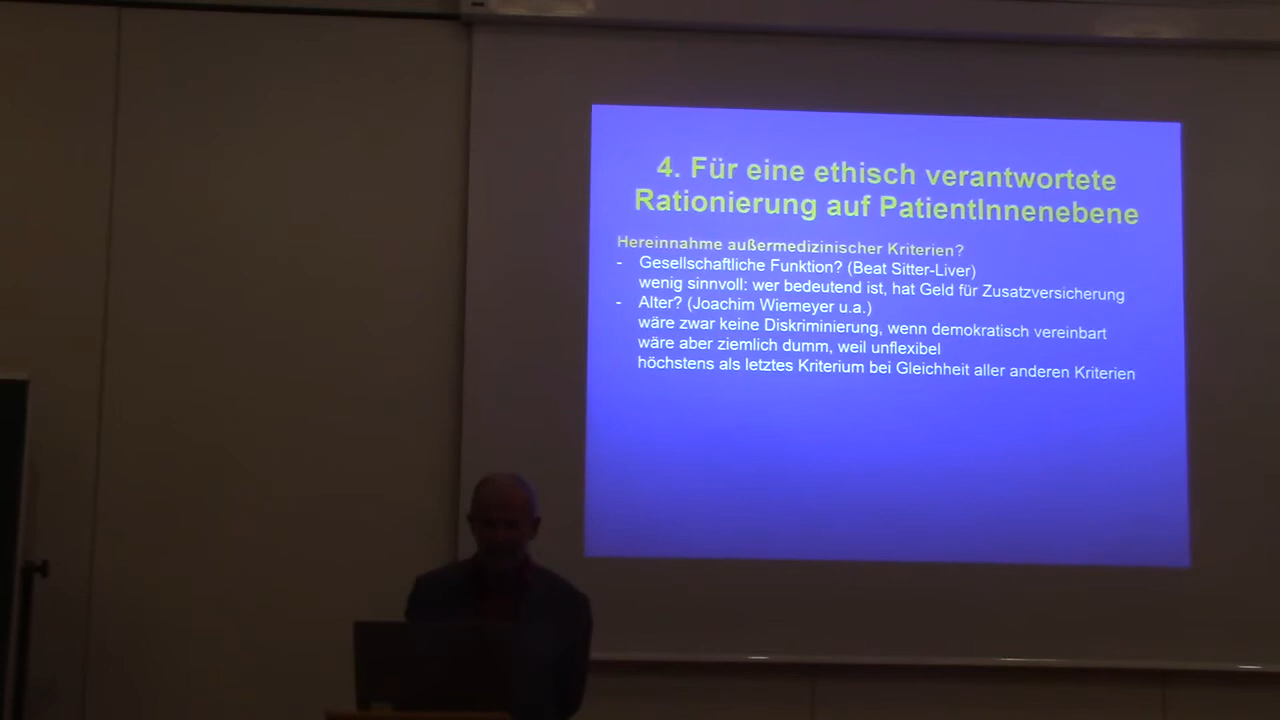 4. Für eine ethisch verantwortete
Rationierung auf PatientInnenebene
Hereinnahme außermedizinischer Kriterien?
- Gesellschaftliche Funktion? (Beat Sitter-Liver)
wenig sinnvoll: wer bedeutend ist, hat Geld für Zusatzversicherung
- Alter? (Joachim Wiemeyer u.a.)
wäre zwar keine Diskriminierung, wenn demokratisch vereinbart
wäre aber ziemlich dumm, weil unflexibel
höchstens als letztes Kriterium bei Gleichheit aller anderen Kriterien